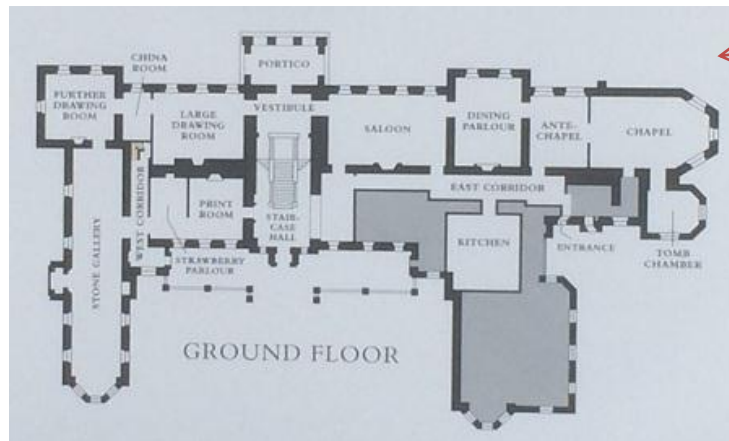 CHINA
ROOM
PORTICO
FURTHER
DRAWING
ROOM
LARGE
DRAWING
ROOM
VESTIBULE
SALOON
DINING
PARLOUR
ANTE-
CHAPEL
CHAPEL
WEST CORRIDOR
PRINT
ROOM
STAIR-
CASE
HALL
EAST CORRIDOR
KITCHEN
ENTRANCE
TOMB
CHAMBER
STONE GALLERY
STRAWBERRY
PARLOUR
GROUND FLOOR